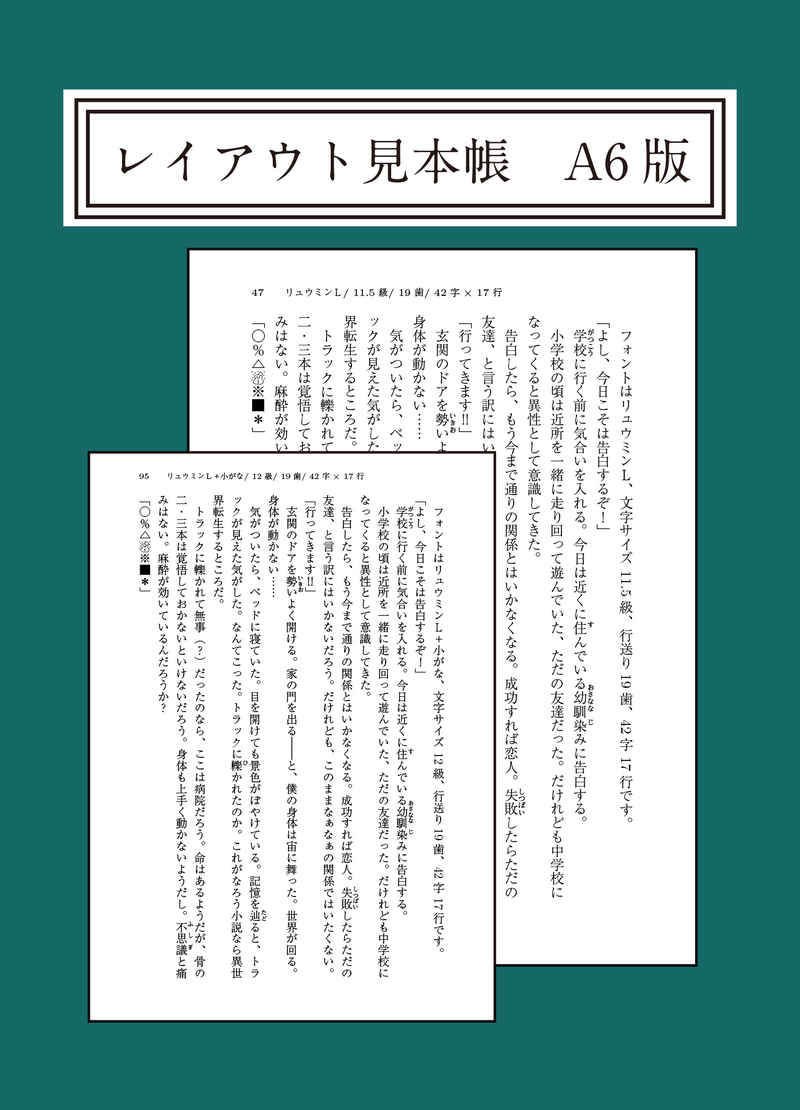 レイアウト見本帳　A6版
47　リュウミンL/ 11.5 級/ 19 歯/ 42 字 × 17 行
フォントはリュウミンL、文字サイズ 11.5 級、行送り 19 歯、42 字 17 行です。
「よし、今日こそは告白するぞ！」
学校に行く前に気合いを入れる。今日は近くに住んでいる幼馴染みに告白する。
小学校の頃は近所を一緒に走り回って遊んでいた、ただの友達だった。だけれども中学校に
なってくると異性として意識してきた。
告白したら、もう今まで通りの関係とはいかなくなる。成功すれば恋人。失敗したらただの
友達、と言う訳にはい
「行ってきます!!」
玄関のドアを勢いよ
身体が動かない……
気がついたら、ベッ
ックが見えた気がした
界転生するところだ。
トラックに轢かれて
二・三本は覚悟してお
みはない。麻酔が効い
「〇％△＠※■＊」
95　リュウミンL＋小がな/ 12 級/ 19 歯/ 42 字 × 17 行
フォントはリュウミンL＋小がな、文字サイズ 12 級、行送り 19 歯、42 字 17 行です。
「よし、今日こそは告白するぞ！」
学校に行く前に気合いを入れる。今日は近くに住んでいる幼馴染みに告白する。
小学校の頃は近所を一緒に走り回って遊んでいた、ただの友達だった。だけれども中学校に
なってくると異性として意識してきた。
告白したら、もう今まで通りの関係とはいかなくなる。成功すれば恋人。失敗したらただの
友達、と言う訳にはいかないだろう。だけれども、このままなぁなぁの関係ではいたくない。
「行ってきます!!」
玄関のドアを勢いよく開ける。家の門を出る――と、僕の身体は宙に舞った。世界が回る。
身体が動かない……
気がついたら、ベッドに寝ていた。目を開けても景色がぼやけている。記憶を辿ると、トラ
ックが見えた気がした。なんてこった。トラックに轢かれたのか。これがなろう小説なら異世
界転生するところだ。
トラックに轢かれて無事（？）だったのなら、ここは病院だろう。命はあるようだが、骨の
二・三本は覚悟しておかないといけないだろう。身体も上手く動かないようだし。不思議と痛
みはない。麻酔が効いているんだろうか？
「〇％△＠※■＊」